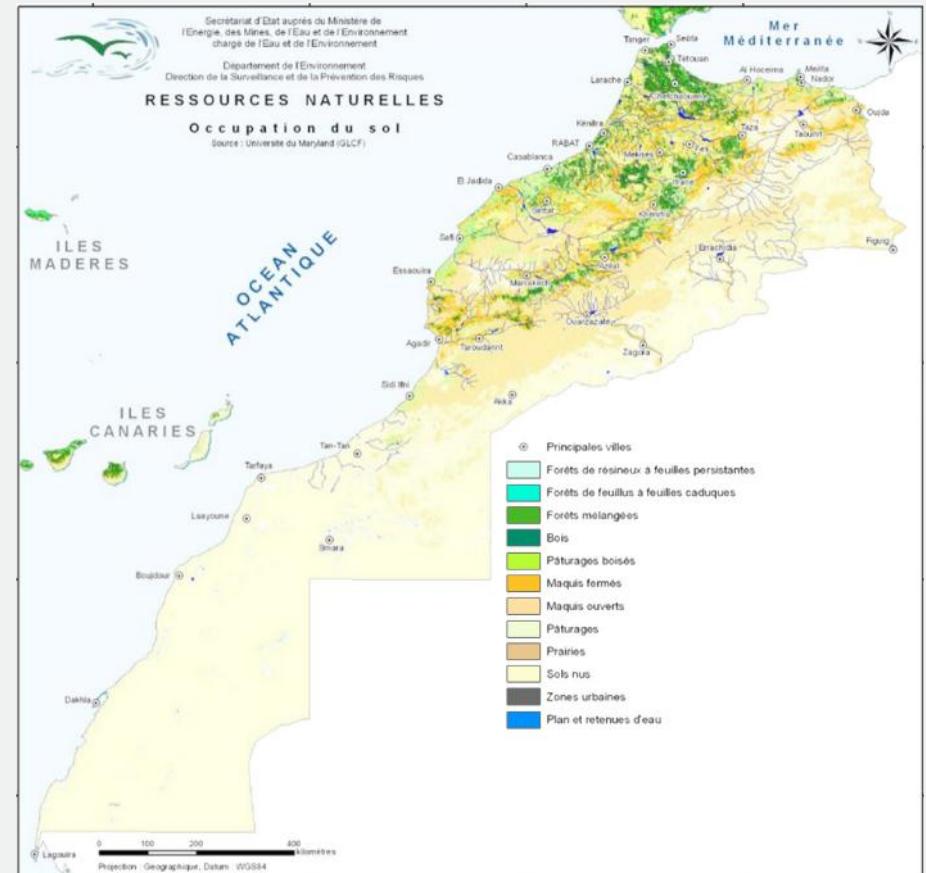 Secrétariat d'Etat auprès du Ministère de
l'Energie, des Mines, de l'Eau et de l'Environnement
chargé de l'Eau et de l'Environnement
Département de l'Environnement
Direction de la Surveillance et de la Prévention des Risques
RESSOURCES NATURELLES
Occupation du sol
Source : Université du Maryland (GLCF)
Mer
Méditerranée
Tanger
Sebta
Tétouan
Larache
Chefchaouene
Al Hoceima
Melilla
Nador
Oujda
Kénitra
Taza
Taourirt
RABAT
Meknès
Fes
Casablanca
Ifrane
El Jadida
Settat
Khenifra
Safi
Errachidia
Figuig
Azilal
Essaouira
Marrakech
Ouarzazate
Agadir
Taroudannt
Zagora
Sidi Ifni
Akka
ILES
MADERES
OCEAN
ATLANTIQUE
ILES
CANARIES
Tan-Tan
Tarfaya
Laayoune
Smara
Boujdour
Dakhla
Lagouira
Principales villes
Forêts de résineux à feuilles persistantes
Forêts de feuillus à feuilles caduques
Forêts mélangées
Bois
Pâturages boisés
Maquis fermés
Maquis ouverts
Pâturages
Prairies
Sols nus
Zones urbaines
Plan et retenues d'eau
0 100 200 400
kilomètres
Projection : Geographique, Datum : WGS84